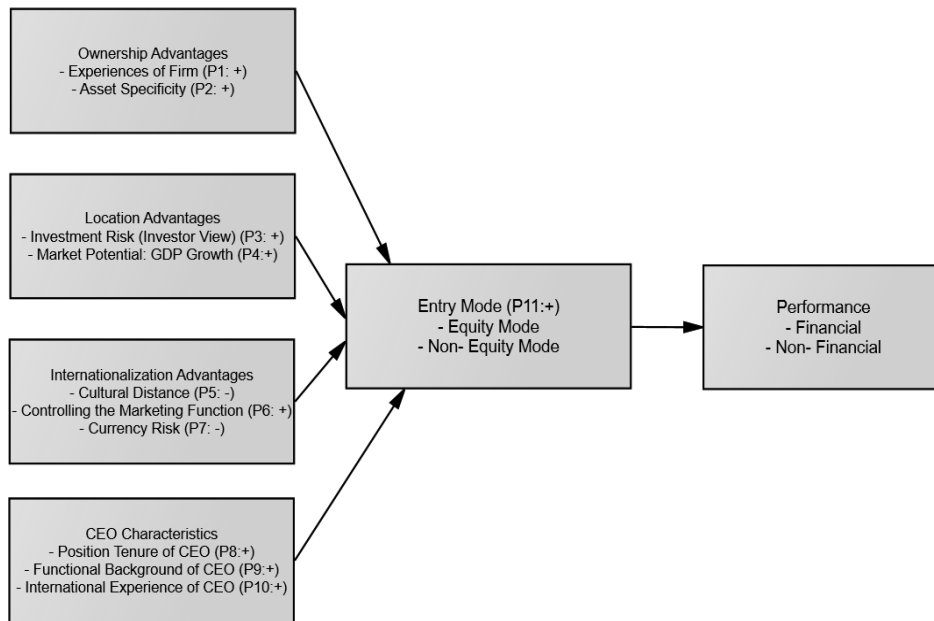 Ownership Advantages
- Experiences of Firm (P1: +)
- Asset Specificity (P2: +)
Location Advantages
- Investment Risk (Investor View) (P3: +)
- Market Potential: GDP Growth (P4:+)
Internationalization Advantages
- Cultural Distance (P5: -)
- Controlling the Marketing Function (P6: +)
- Currency Risk (P7: -)
CEO Characteristics
- Position Tenure of CEO (P8:+)
- Functional Background of CEO (P9:+)
- International Experience of CEO (P10:+)
Entry Mode (P11:+)
- Equity Mode
- Non- Equity Mode
Performance
- Financial
- Non- Financial